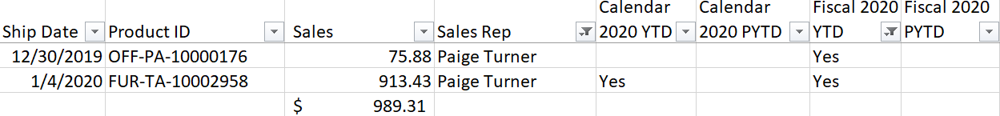 Calendar Calendar Fiscal 2020 Fiscal 2020
Ship Date Product ID Sales Sales Rep 2020 YTD 2020 PYTD YTD PYTD
12/30/2019 OFF-PA-10000176 75.88 Paige Turner Yes
1/4/2020 FUR-TA-10002958 913.43 Paige Turner Yes Yes
$ 989.31